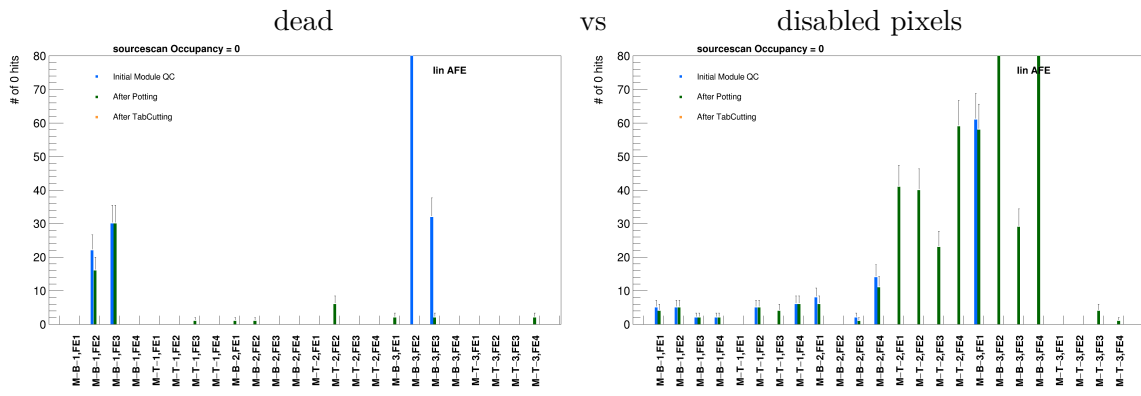 dead vs disabled pixels
sourcescan Occupancy = 0
# of 0 hits
lin AFE
Initial Module QC
After Potting
After TabCutting
80
70
60
50
40
30
20
10
0
M−B−1,FE1
M−B−1,FE2
M−B−1,FE3
M−B−1,FE4
M−T−1,FE1
M−T−1,FE2
M−T−1,FE3
M−T−1,FE4
M−B−2,FE1
M−B−2,FE2
M−B−2,FE3
M−B−2,FE4
M−T−2,FE1
M−T−2,FE2
M−T−2,FE3
M−T−2,FE4
M−B−3,FE1
M−B−3,FE2
M−B−3,FE3
M−B−3,FE4
M−T−3,FE1
M−T−3,FE2
M−T−3,FE3
M−T−3,FE4
sourcescan Occupancy = 0
# of 0 hits
lin AFE
Initial Module QC
After Potting
After TabCutting
80
70
60
50
40
30
20
10
0
M−B−1,FE1
M−B−1,FE2
M−B−1,FE3
M−B−1,FE4
M−T−1,FE1
M−T−1,FE2
M−T−1,FE3
M−T−1,FE4
M−B−2,FE1
M−B−2,FE2
M−B−2,FE3
M−B−2,FE4
M−T−2,FE1
M−T−2,FE2
M−T−2,FE3
M−T−2,FE4
M−B−3,FE1
M−B−3,FE2
M−B−3,FE3
M−B−3,FE4
M−T−3,FE1
M−T−3,FE2
M−T−3,FE3
M−T−3,FE4